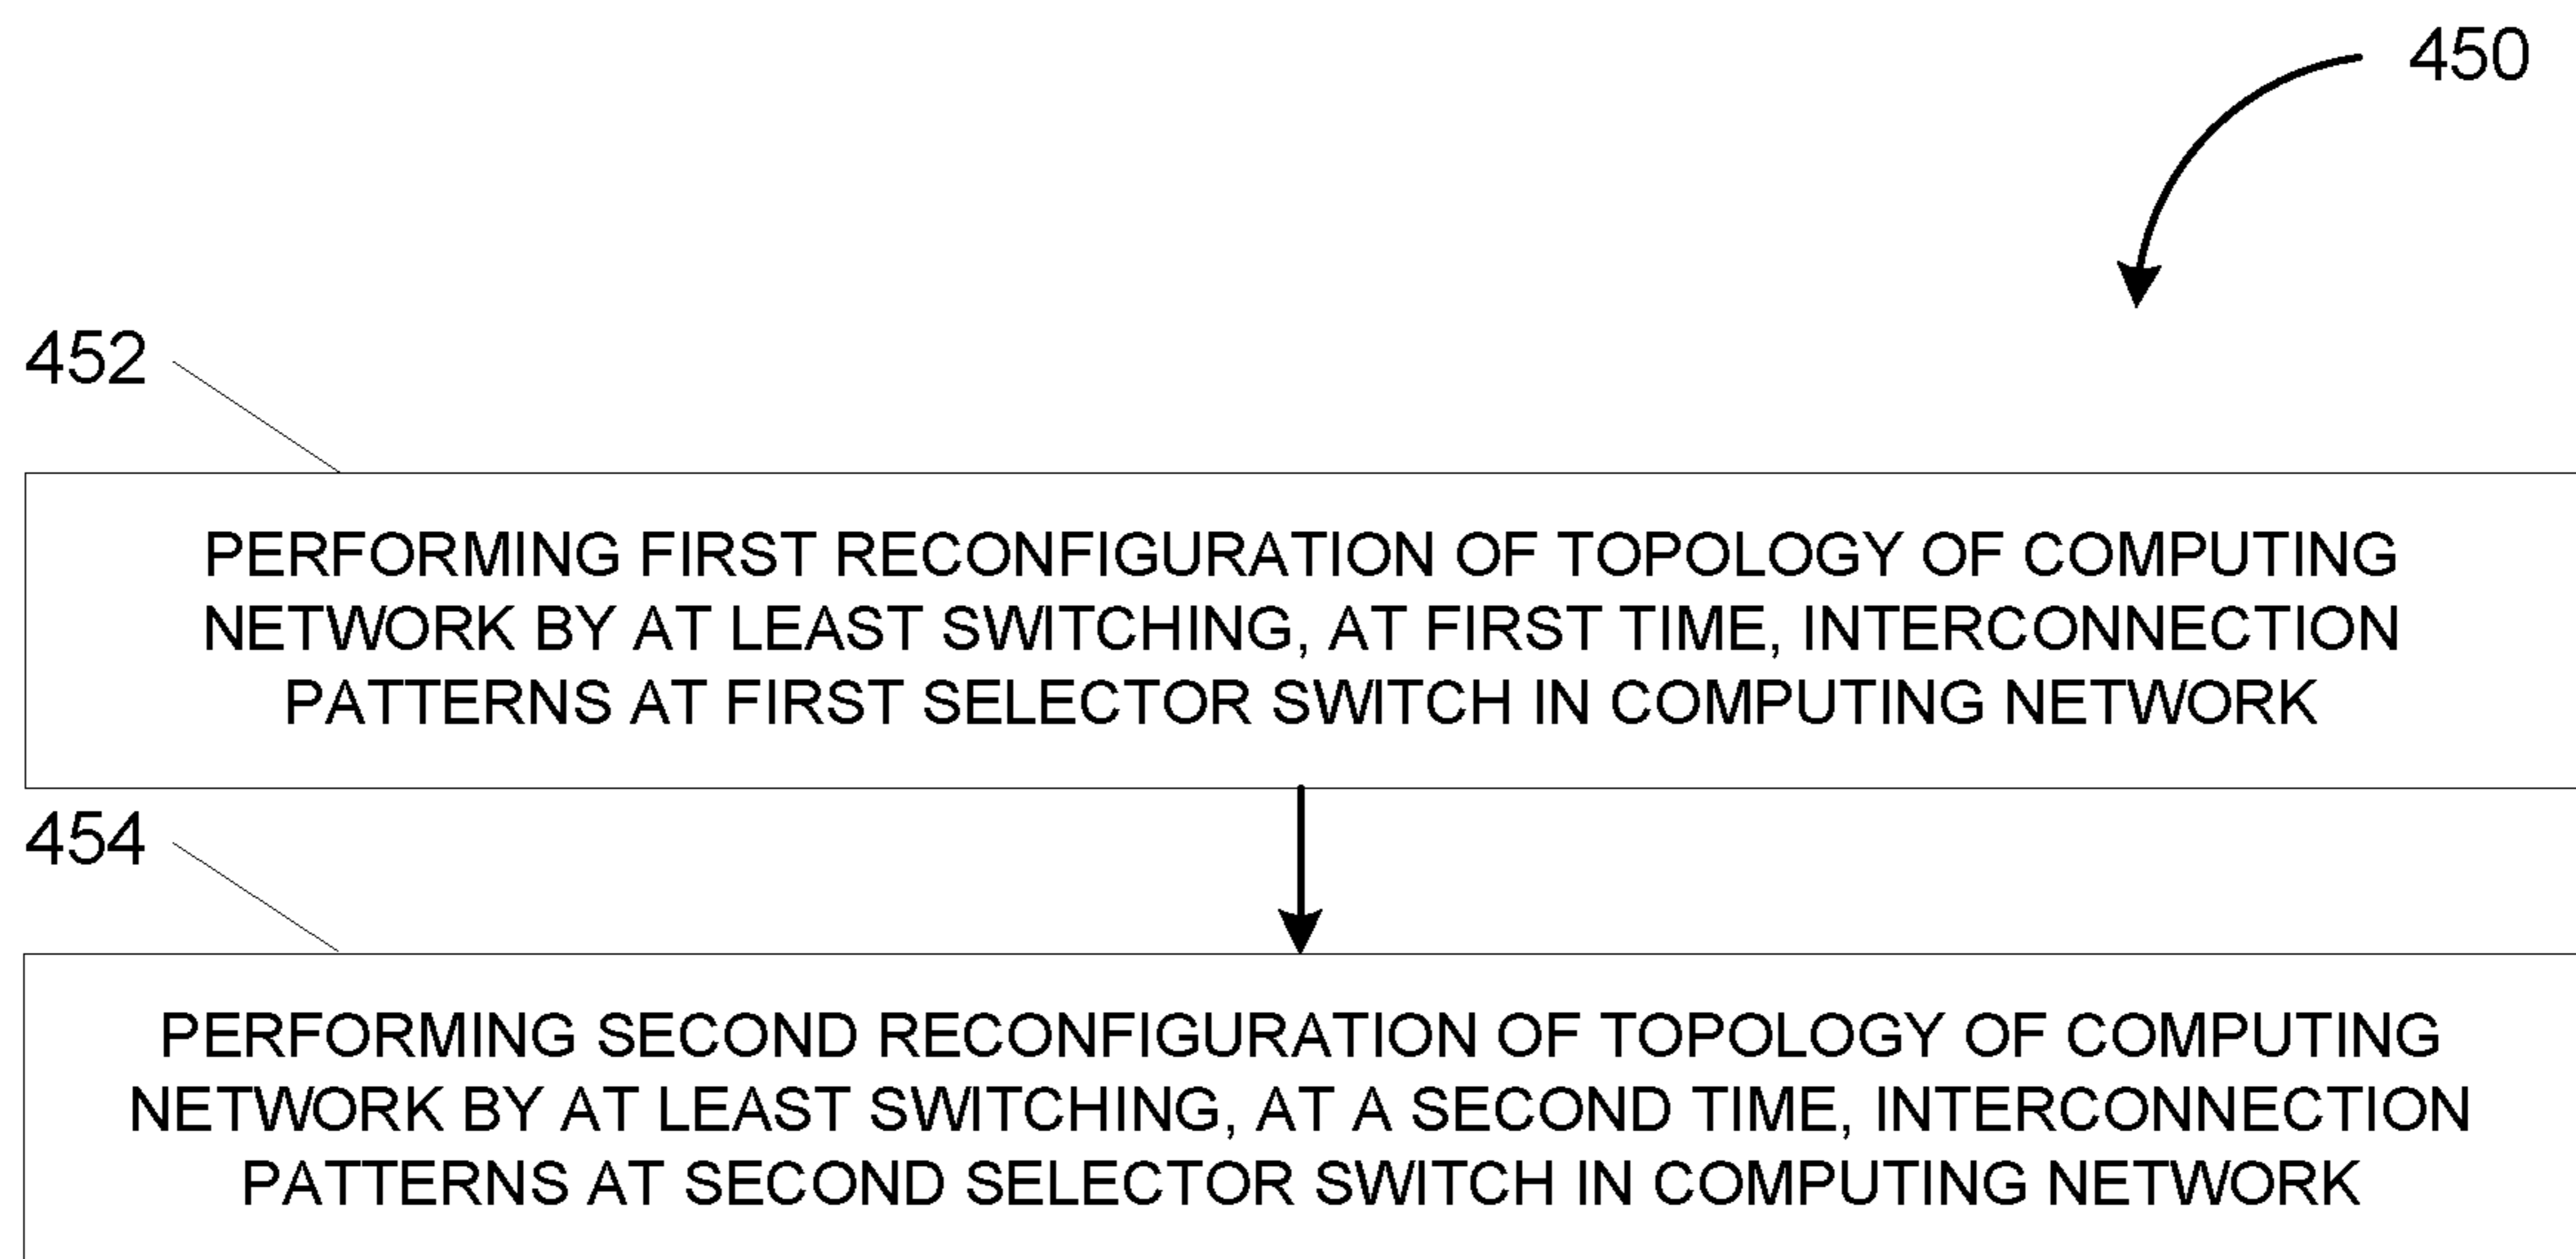 450
452
PERFORMING FIRST RECONFIGURATION OF TOPOLOGY OF COMPUTING
NETWORK BY AT LEAST SWITCHING, AT FIRST TIME, INTERCONNECTION
PATTERNS AT FIRST SELECTOR SWITCH IN COMPUTING NETWORK
454
PERFORMING SECOND RECONFIGURATION OF TOPOLOGY OF COMPUTING
NETWORK BY AT LEAST SWITCHING, AT A SECOND TIME, INTERCONNECTION
PATTERNS AT SECOND SELECTOR SWITCH IN COMPUTING NETWORK